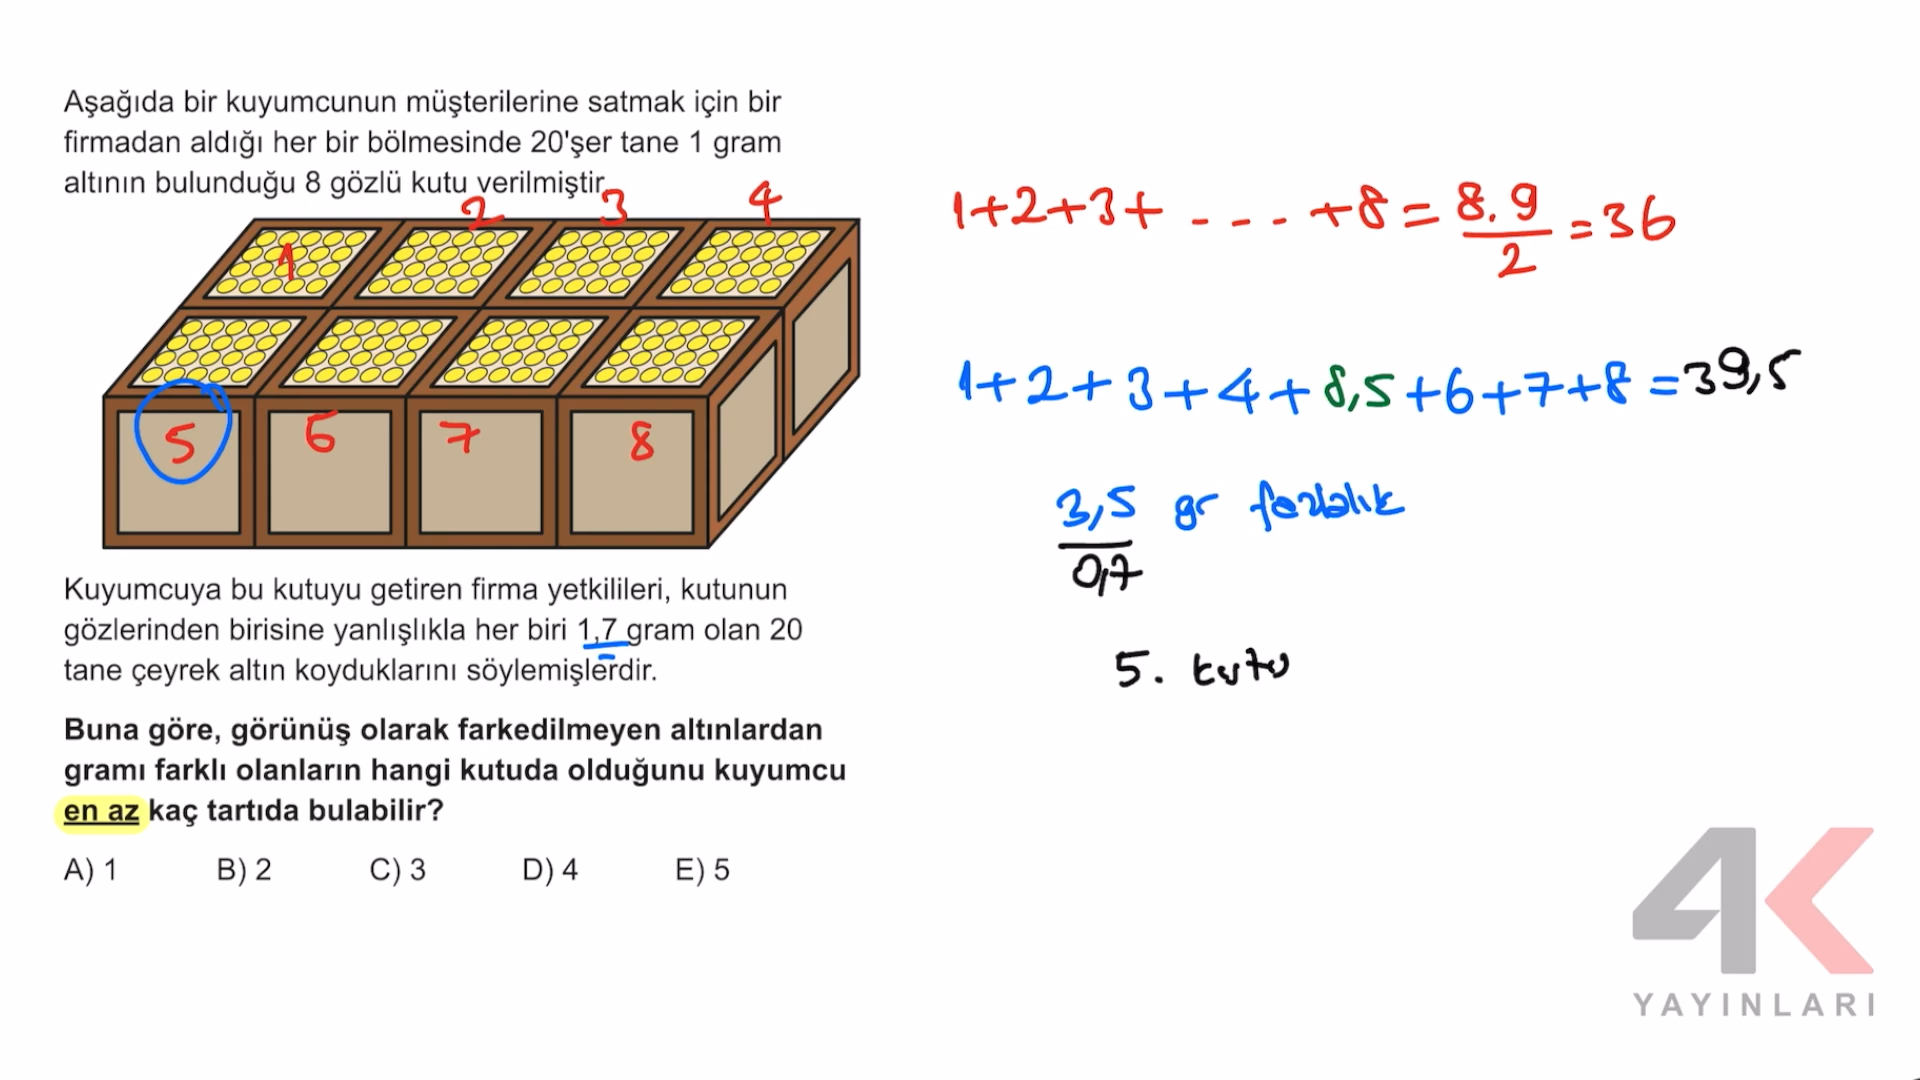 Aşağıda bir kuyumcunun müşterilerine satmak için bir
firmadan aldığı her bir bölmesinde 20'şer tane 1 gram
altının bulunduğu 8 gözlü kutu verilmiştir.
1 2 3 4
5 6 7 8
Kuyumcuya bu kutuyu getiren firma yetkilileri, kutunun
gözlerinden birisine yanlışlıkla her biri 1,7 gram olan 20
tane çeyrek altın koyduklarını söylemişlerdir.
Buna göre, görünüş olarak farkedilmeyen altınlardan
gramı farklı olanların hangi kutuda olduğunu kuyumcu
en az kaç tartıda bulabilir?
A) 1 B) 2 C) 3 D) 4 E) 5
1+2+3+ - - - - +8 = 8.9/2 = 36
1+2+3+4+8,5+6+7+8=39,5
3,5 gr fazlalık
0,7
5. kutu
4K
YAYINLARI